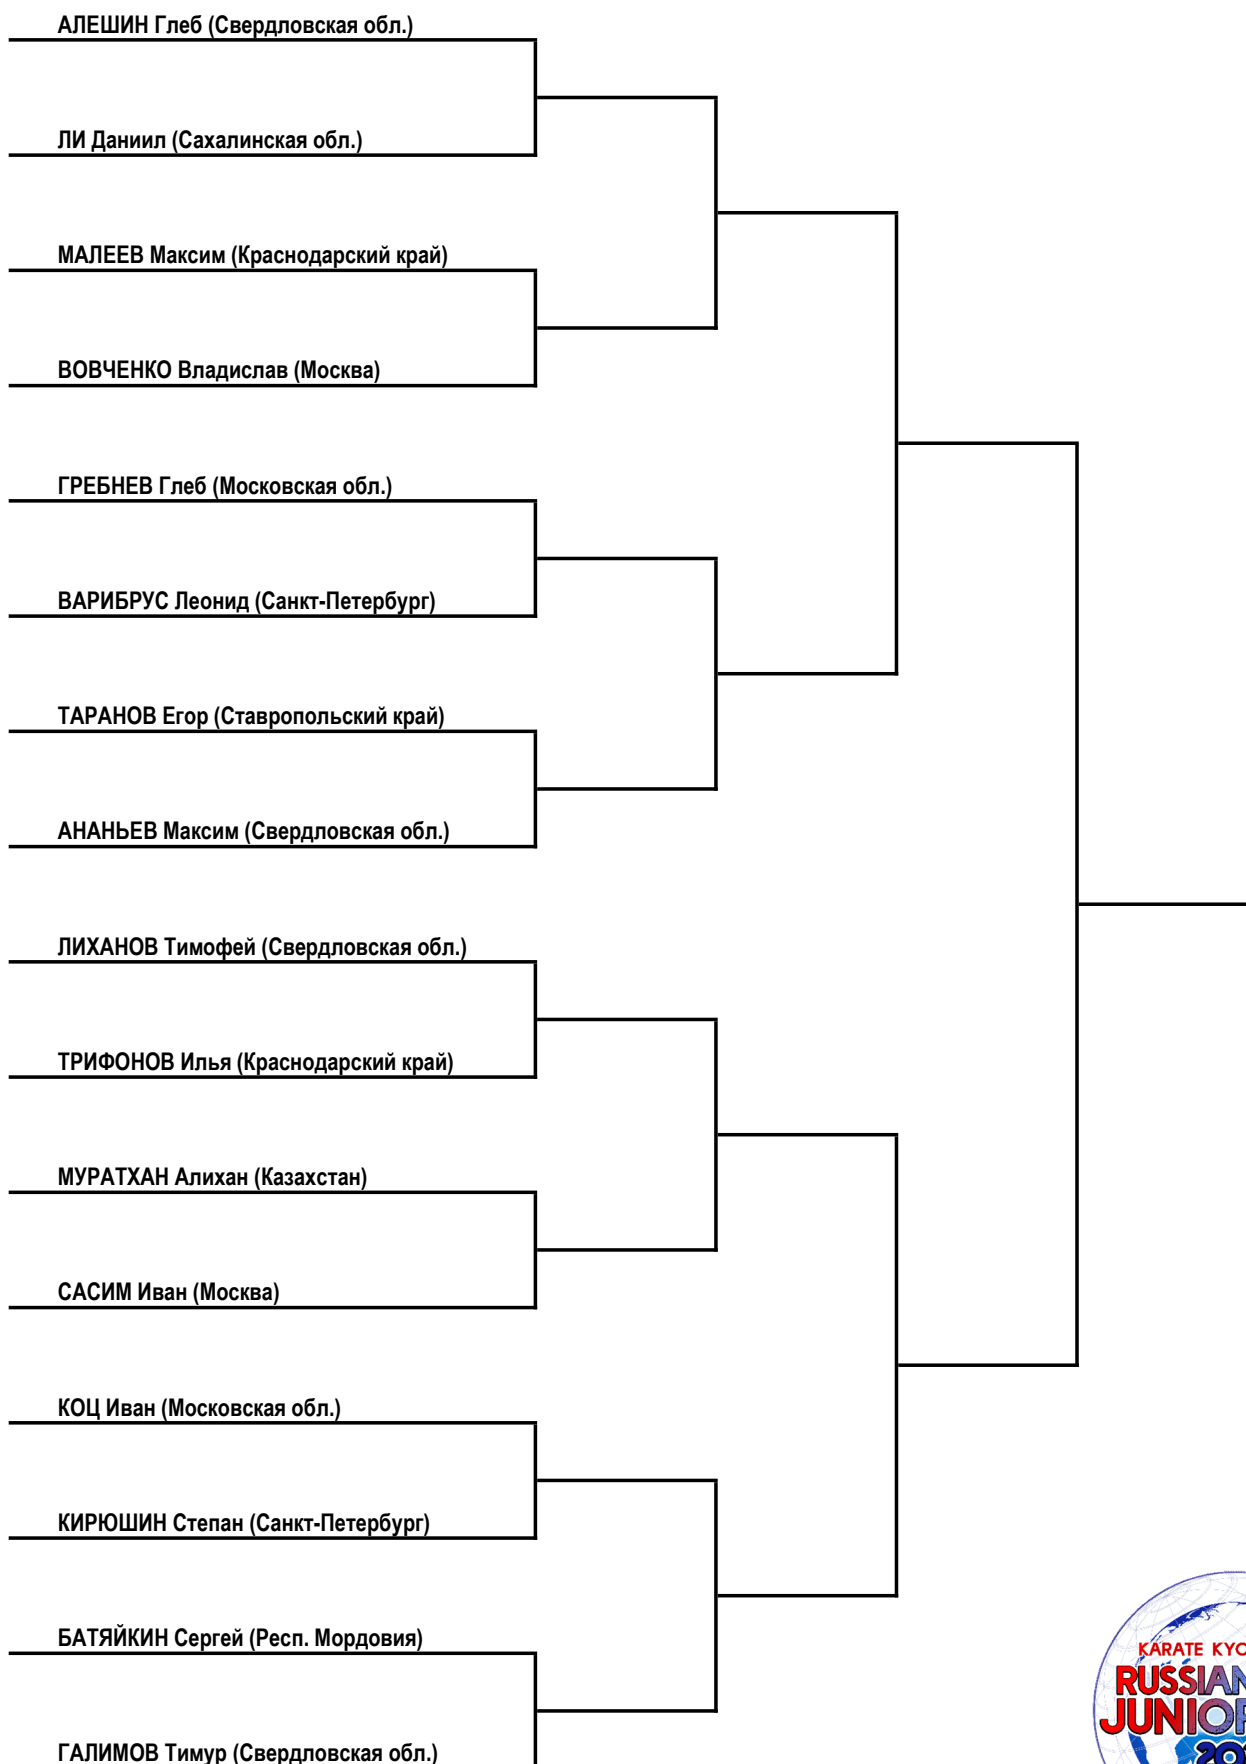 АЛЕШИН Глеб (Свердловская обл.)
ЛИ Даниил (Сахалинская обл.)
МАЛЕЕВ Максим (Краснодарский край)
ВОВЧЕНКО Владислав (Москва)
ГРЕБНЕВ Глеб (Московская обл.)
ВАРИБРУС Леонид (Санкт-Петербург)
ТАРАНОВ Егор (Ставропольский край)
АНАНЬЕВ Максим (Свердловская обл.)
ЛИХАНОВ Тимофей (Свердловская обл.)
ТРИФОНОВ Илья (Краснодарский край)
МУРАТХАН Алихан (Казахстан)
САСИМ Иван (Москва)
КОЦ Иван (Московская обл.)
КИРЮШИН Степан (Санкт-Петербург)
БАТЯЙКИН Сергей (Респ. Мордовия)
ГАЛИМОВ Тимур (Свердловская обл.)
KARATE
RUSSIAN
JUNIOR